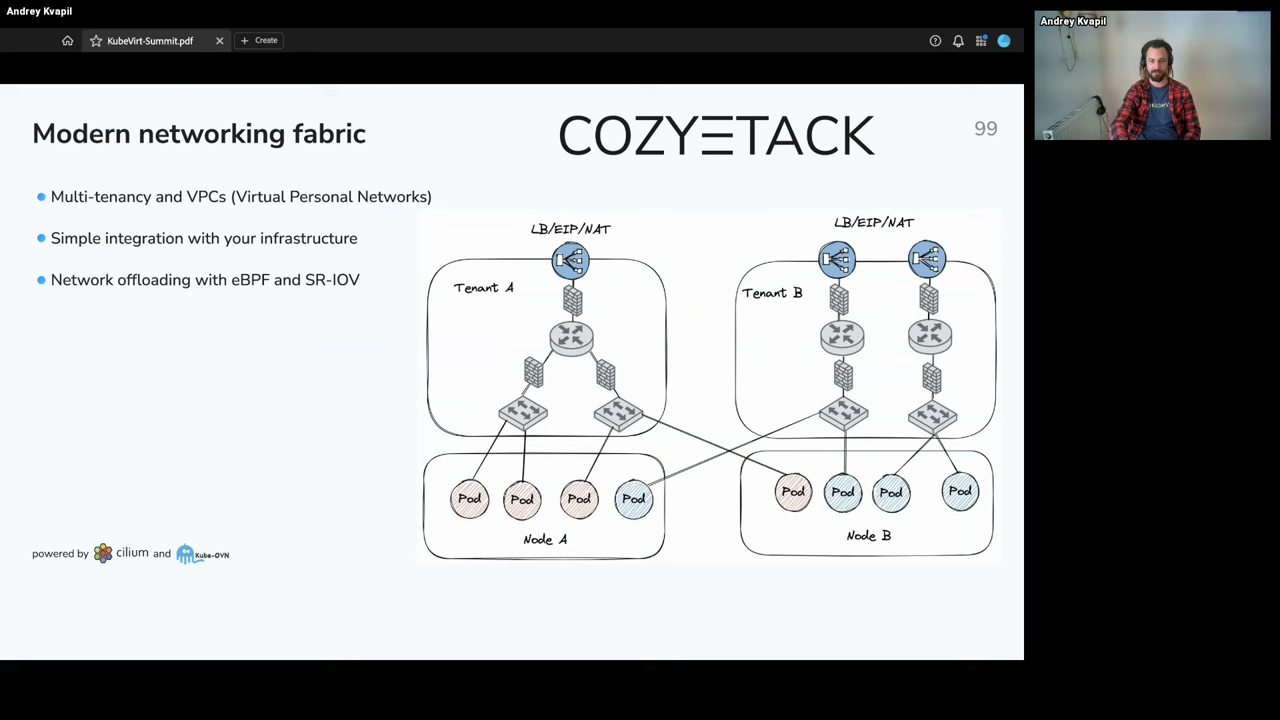 Andrey Kvapil
KubeVirt-Summit.pdf
Create
Andrey Kvapil
Modern networking fabric
COZYSTACK
99
Multi-tenancy and VPCs (Virtual Personal Networks)
Simple integration with your infrastructure
Network offloading with eBPF and SR-IOV
LB/EIP/NAT
LB/EIP/NAT
Tenant A
Tenant B
Pod
Pod
Pod
Pod
Pod
Pod
Pod
Pod
Node A
Node B
powered by cilium and Kube-OVN